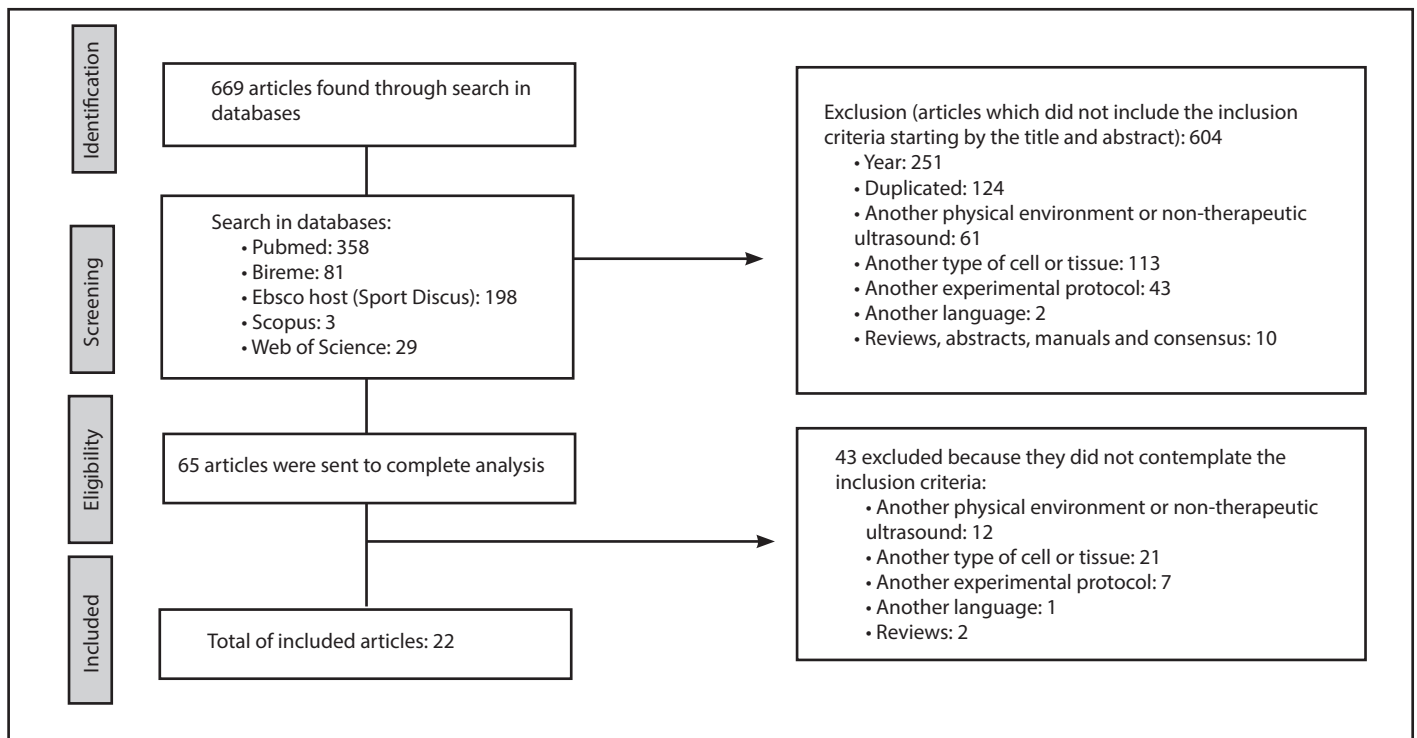 Identification
669 articles found through search in
databases
Screening
Search in databases:
• Pubmed: 358
• Bireme: 81
• Ebsco host (Sport Discus): 198
• Scopus: 3
• Web of Science: 29
Exclusion (articles which did not include the inclusion
criteria starting by the title and abstract): 604
• Year: 251
• Duplicated: 124
• Another physical environment or non-therapeutic
ultrasound: 61
• Another type of cell or tissue: 113
• Another experimental protocol: 43
• Another language: 2
• Reviews, abstracts, manuals and consensus: 10
Eligibility
65 articles were sent to complete analysis
43 excluded because they did not contemplate the
inclusion criteria:
• Another physical environment or non-therapeutic
ultrasound: 12
• Another type of cell or tissue: 21
• Another experimental protocol: 7
• Another language: 1
• Reviews: 2
Included
Total of included articles: 22